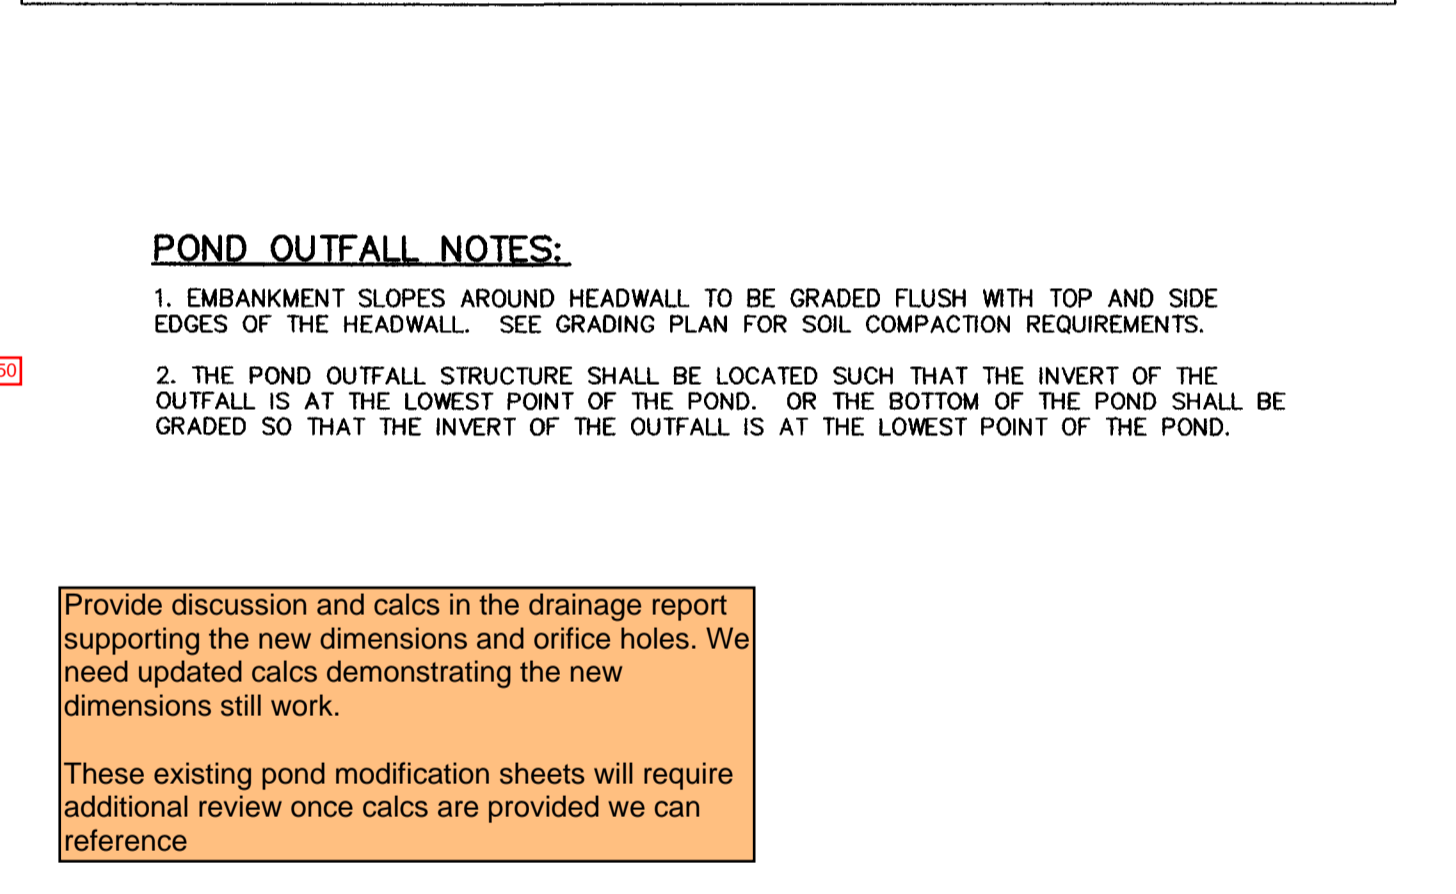 POND OUTFALL NOTES:
1. EMBANKMENT SLOPES AROUND HEADWALL TO BE GRADED FLUSH WITH TOP AND SIDE
EDGES OF THE HEADWALL. SEE GRADING PLAN FOR SOIL COMPACTION REQUIREMENTS.
2. THE POND OUTFALL STRUCTURE SHALL BE LOCATED SUCH THAT THE INVERT OF THE
OUTFALL IS AT THE LOWEST POINT OF THE POND. OR THE BOTTOM OF THE POND SHALL BE
GRADED SO THAT THE INVERT OF THE OUTFALL IS AT THE LOWEST POINT OF THE POND.
Provide discussion and calcs in the drainage report
supporting the new dimensions and orifice holes. We
need updated calcs demonstrating the new
dimensions still work.
These existing pond modification sheets will require
additional review once calcs are provided we can
reference